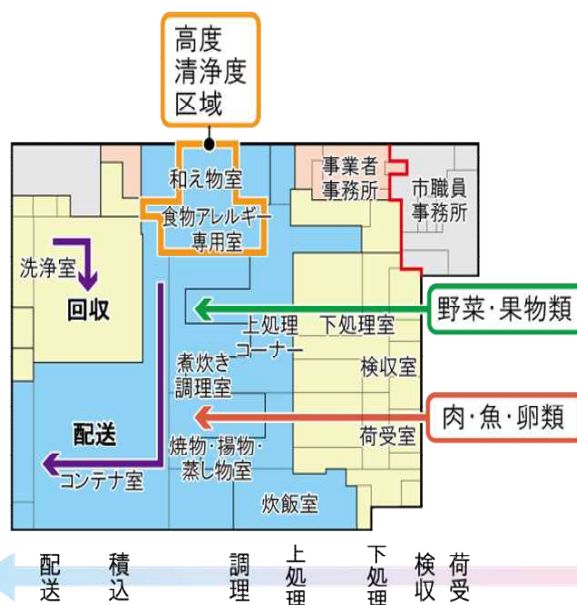 高度
清浄度
区域
和え物室
食物アレルギー
専用室
事業者
事務所
市職員
事務所
洗浄室
回収
上処理
コーナー
下処理室
野菜・果物類
検収室
煮炊き
調理室
肉・魚・卵類
荷受室
配送
コンテナ室
焼物・揚物・
蒸し物室
炊飯室
配送
積込
調理
上処理
下処理
検収
荷受